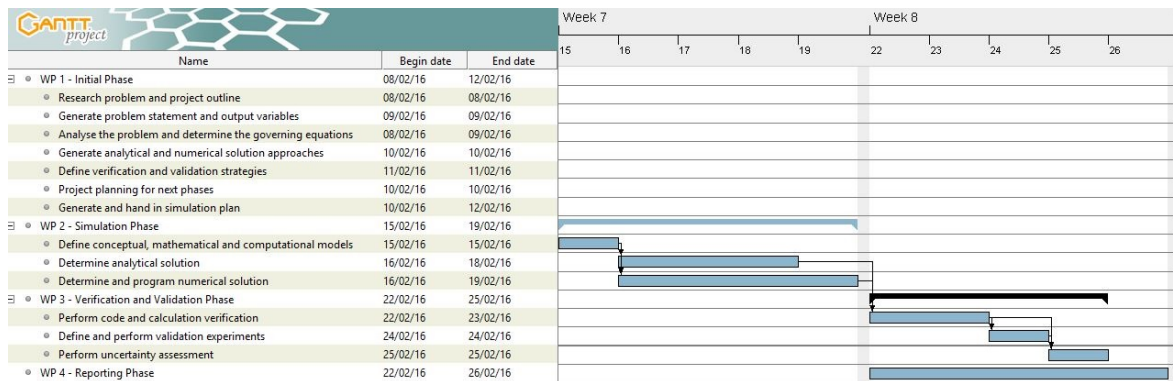 GANTT project
Week 7 Week 8
15 16 17 18 19 22 23 24 25 26
Name Begin date End date
WP 1 - Initial Phase 08/02/16 12/02/16
Research problem and project outline 08/02/16 08/02/16
Generate problem statement and output variables 09/02/16 09/02/16
Analyse the problem and determine the governing equations 08/02/16 09/02/16
Generate analytical and numerical solution approaches 10/02/16 10/02/16
Define verification and validation strategies 11/02/16 11/02/16
Project planning for next phases 10/02/16 10/02/16
Generate and hand in simulation plan 10/02/16 12/02/16
WP 2 - Simulation Phase 15/02/16 19/02/16
Define conceptual, mathematical and computational models 15/02/16 15/02/16
Determine analytical solution 16/02/16 18/02/16
Determine and program numerical solution 16/02/16 19/02/16
WP 3 - Verification and Validation Phase 22/02/16 25/02/16
Perform code and calculation verification 22/02/16 23/02/16
Define and perform validation experiments 24/02/16 24/02/16
Perform uncertainty assessment 25/02/16 25/02/16
WP 4 - Reporting Phase 22/02/16 26/02/16